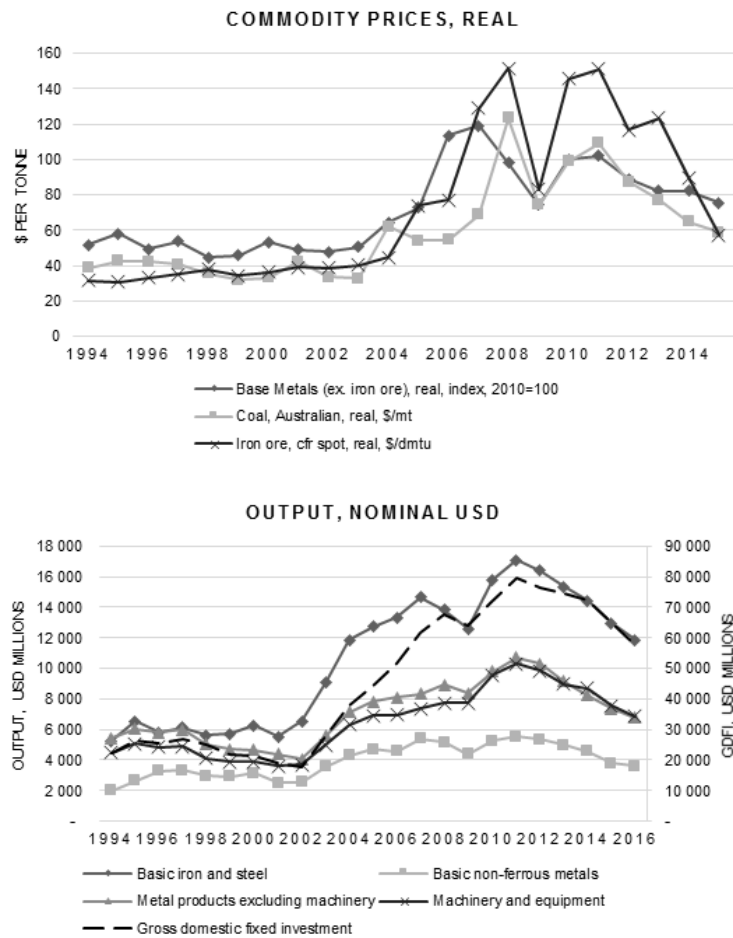 COMMODITY PRICES, REAL
$ PER TONNE
160
140
120
100
80
60
40
20
0
1994 1996 1998 2000 2002 2004 2006 2008 2010 2012 2014
Base Metals (ex. iron ore), real, index, 2010=100
Coal, Australian, real, $/mt
Iron ore, cfr spot, real, $/dmtu
OUTPUT, NOMINAL USD
OUTPUT, USD MILLIONS
18 000
16 000
14 000
12 000
10 000
8 000
6 000
4 000
2 000
-
90 000
80 000
70 000
60 000
50 000
40 000
30 000
20 000
10 000
-
GDFI, USD MILLIONS
1994 1996 1998 2000 2002 2004 2006 2008 2010 2012 2014 2016
Basic iron and steel
Basic non-ferrous metals
Metal products excluding machinery
Machinery and equipment
Gross domestic fixed investment